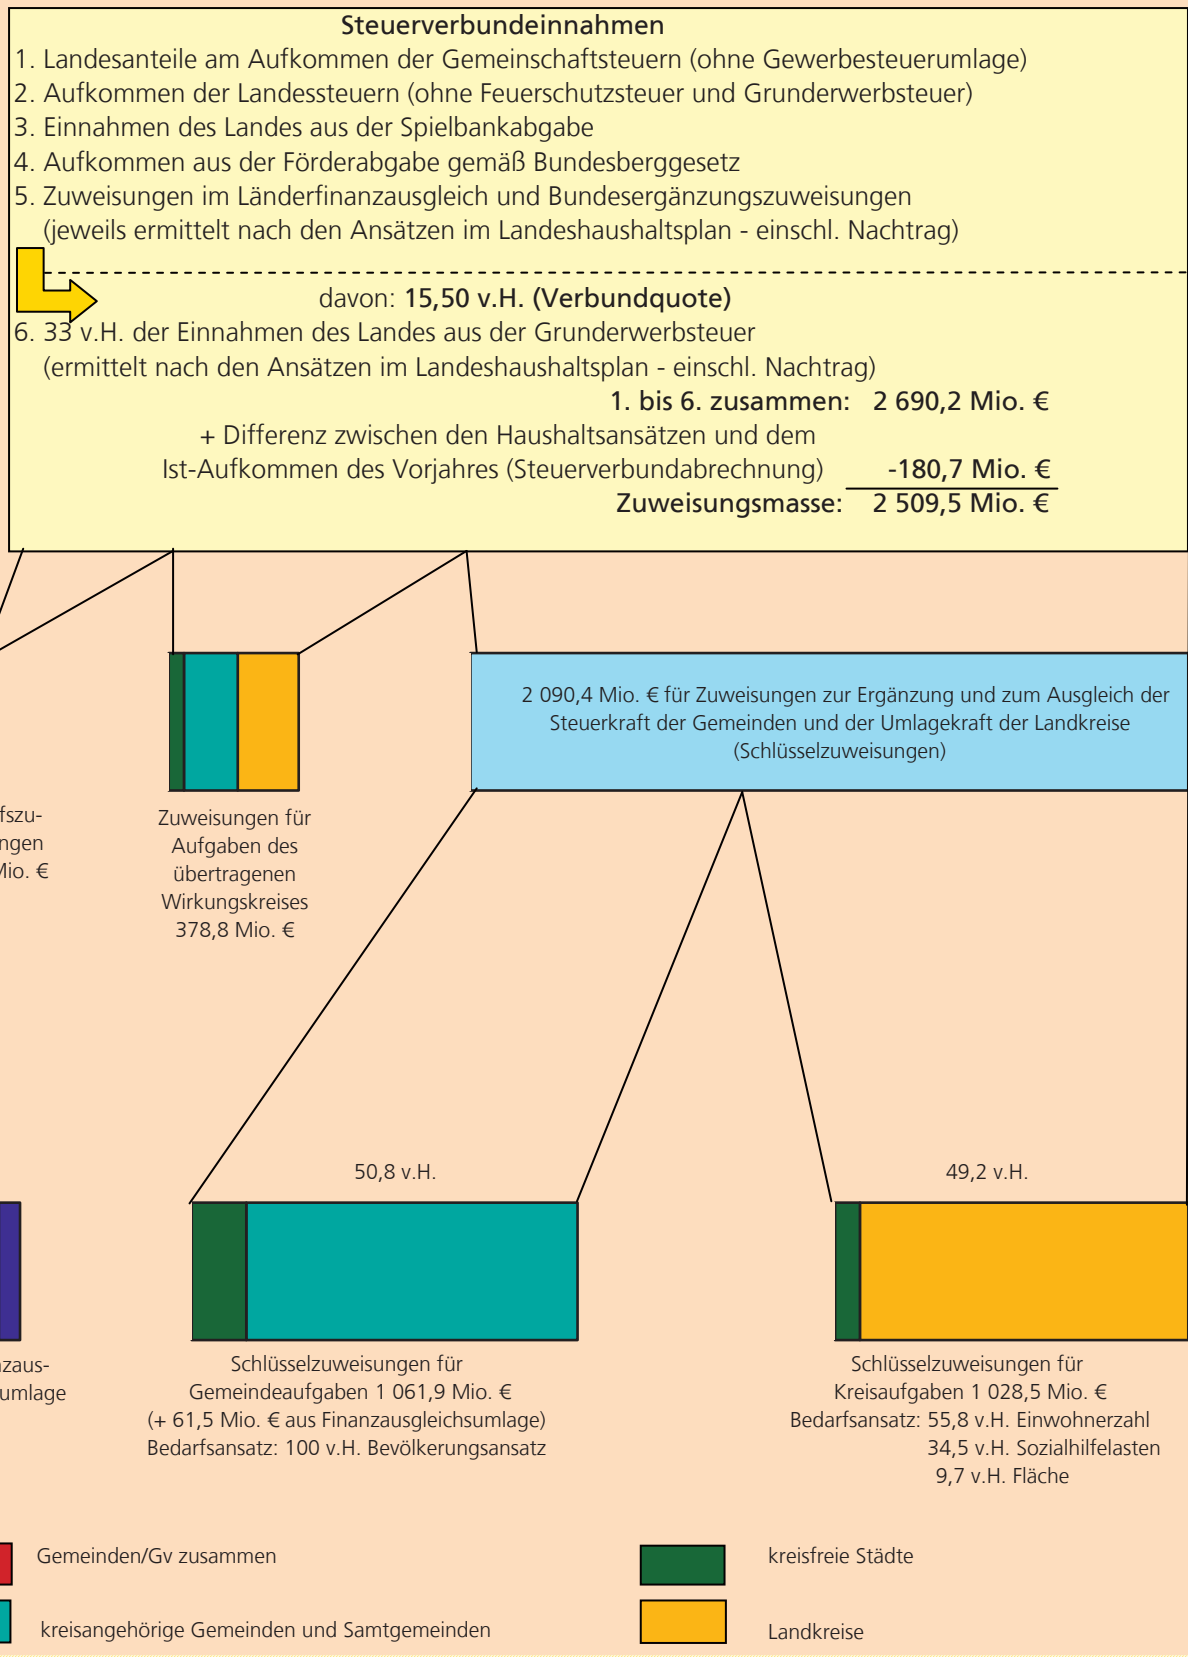 Steuerverbundeinnahmen
1. Landesanteile am Aufkommen der Gemeinschaftsteuern (ohne Gewerbesteuerumlage)
2. Aufkommen der Landessteuern (ohne Feuerschutzsteuer und Grunderwerbsteuer)
3. Einnahmen des Landes aus der Spielbankabgabe
4. Aufkommen aus der Förderabgabe gemäß Bundesberggesetz
5. Zuweisungen im Länderfinanzausgleich und Bundesergänzungszuweisungen
(jeweils ermittelt nach den Ansätzen im Landeshaushaltsplan - einschl. Nachtrag)
davon: 15,50 v.H. (Verbundquote)
6. 33 v.H. der Einnahmen des Landes aus der Grunderwerbsteuer
(ermittelt nach den Ansätzen im Landeshaushaltsplan - einschl. Nachtrag)
1. bis 6. zusammen: 2 690,2 Mio. €
+ Differenz zwischen den Haushaltsansätzen und dem
Ist-Aufkommen des Vorjahres (Steuerverbundabrechnung) -180,7 Mio. €
Zuweisungsmasse: 2 509,5 Mio. €
2 090,4 Mio. € für Zuweisungen zur Ergänzung und zum Ausgleich der
Steuerkraft der Gemeinden und der Umlagekraft der Landkreise
(Schlüsselzuweisungen)
fszu-
ngen
Mio. €
Zuweisungen für
Aufgaben des
übertragenen
Wirkungskreises
378,8 Mio. €
50,8 v.H.
49,2 v.H.
nzaus-
umlage
Schlüsselzuweisungen für
Gemeindeaufgaben 1 061,9 Mio. €
(+ 61,5 Mio. € aus Finanzausgleichsumlage)
Bedarfsansatz: 100 v.H. Bevölkerungsansatz
Schlüsselzuweisungen für
Kreisaufgaben 1 028,5 Mio. €
Bedarfsansatz: 55,8 v.H. Einwohnerzahl
34,5 v.H. Sozialhilfelasten
9,7 v.H. Fläche
Gemeinden/Gv zusammen
kreisfreie Städte
kreisangehörige Gemeinden und Samtgemeinden
Landkreise